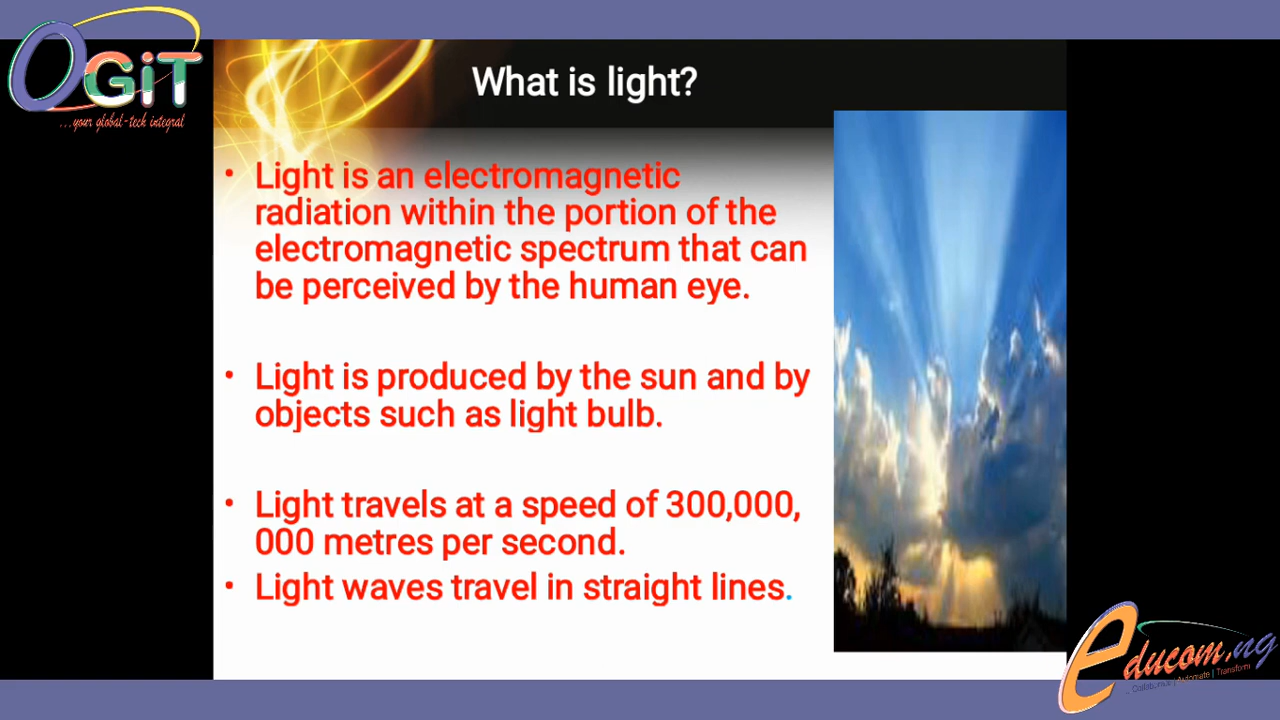 OGiT
...your global-tech integral
What is light?
• Light is an electromagnetic
radiation within the portion of the
electromagnetic spectrum that can
be perceived by the human eye.
• Light is produced by the sun and by
objects such as light bulb.
• Light travels at a speed of 300,000,
000 metres per second.
• Light waves travel in straight lines.
educom.ng
...Collaborate | Automate | Transform